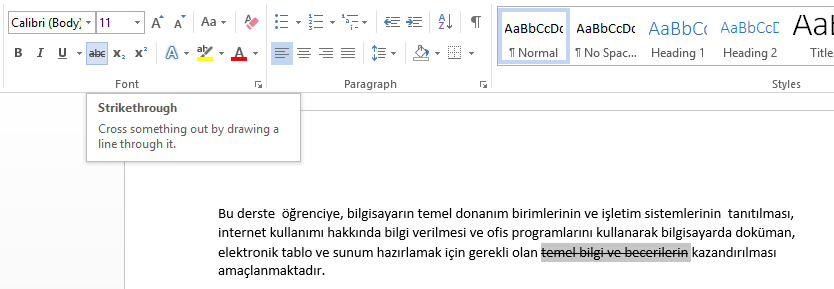 Calibri (Body) 11 A A Aa A
AaBbCcDc AaBbCcDc AaBbCc AaBbCcD AaB
B I U abc x₂ x² A ab A
¶ Normal ¶ No Spac... Heading 1 Heading 2 Title
Font Paragraph Styles
Strikethrough
Cross something out by drawing a
line through it.
Bu derste  öğrenciye, bilgisayarın temel donanım birimlerinin ve işletim sistemlerinin  tanıtılması,
internet kullanımı hakkında bilgi verilmesi ve ofis programlarını kullanarak bilgisayarda doküman,
elektronik tablo ve sunum hazırlamak için gerekli olan temel bilgi ve becerilerin kazandırılması
amaçlanmaktadır.